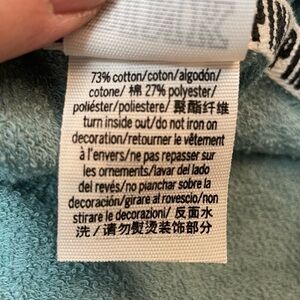 73% cotton/coton/algodón/
cotone/ 棉 27% polyester/
poliéster/poliestere/ 聚酯纤维
turn inside out/do not iron on
decoration/retourner le vêtement
à l'envers/ne pas repasser sur
les ornements/lavar del lado
del revés/no planchar sobre la
decoración/girare al rovescio/non
stirare le decorazioni/ 反面水
洗/请勿熨烫装饰部分